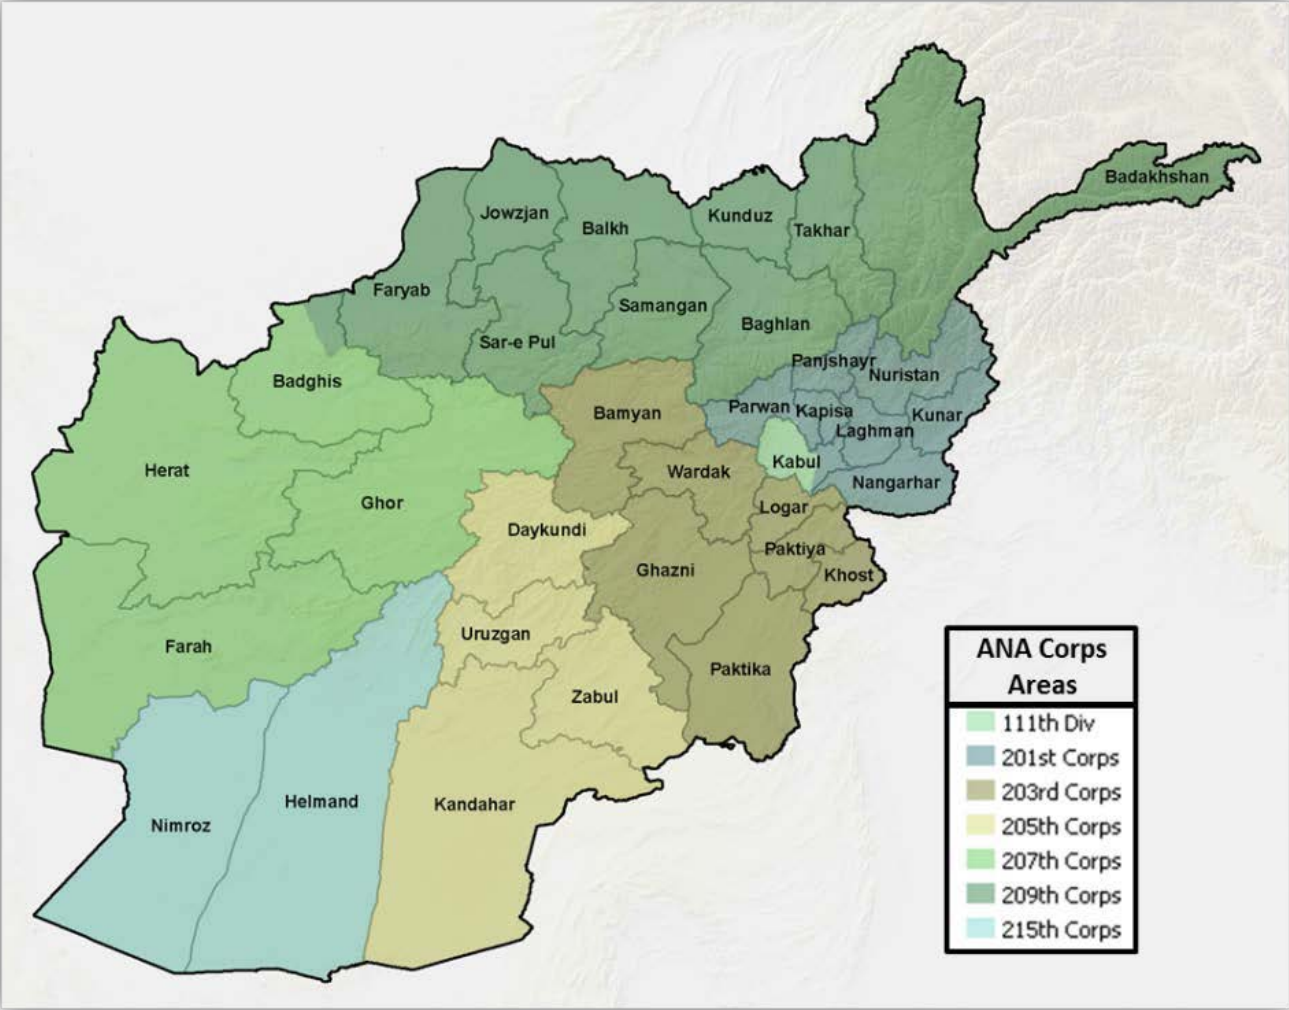 Badakhshan
Jowzjan
Balkh
Kunduz
Takhar
Faryab
Samangan
Baghlan
Sar-e Pul
Panjshayr
Nuristan
Badghis
Bamyan
Parwan
Kapisa
Kunar
Laghman
Herat
Wardak
Kabul
Nangarhar
Ghor
Logar
Daykundi
Paktiya
Ghazni
Khost
Uruzgan
Farah
Paktika
Zabul
Helmand
Kandahar
Nimroz
ANA Corps
Areas
111th Div
201st Corps
203rd Corps
205th Corps
207th Corps
209th Corps
215th Corps